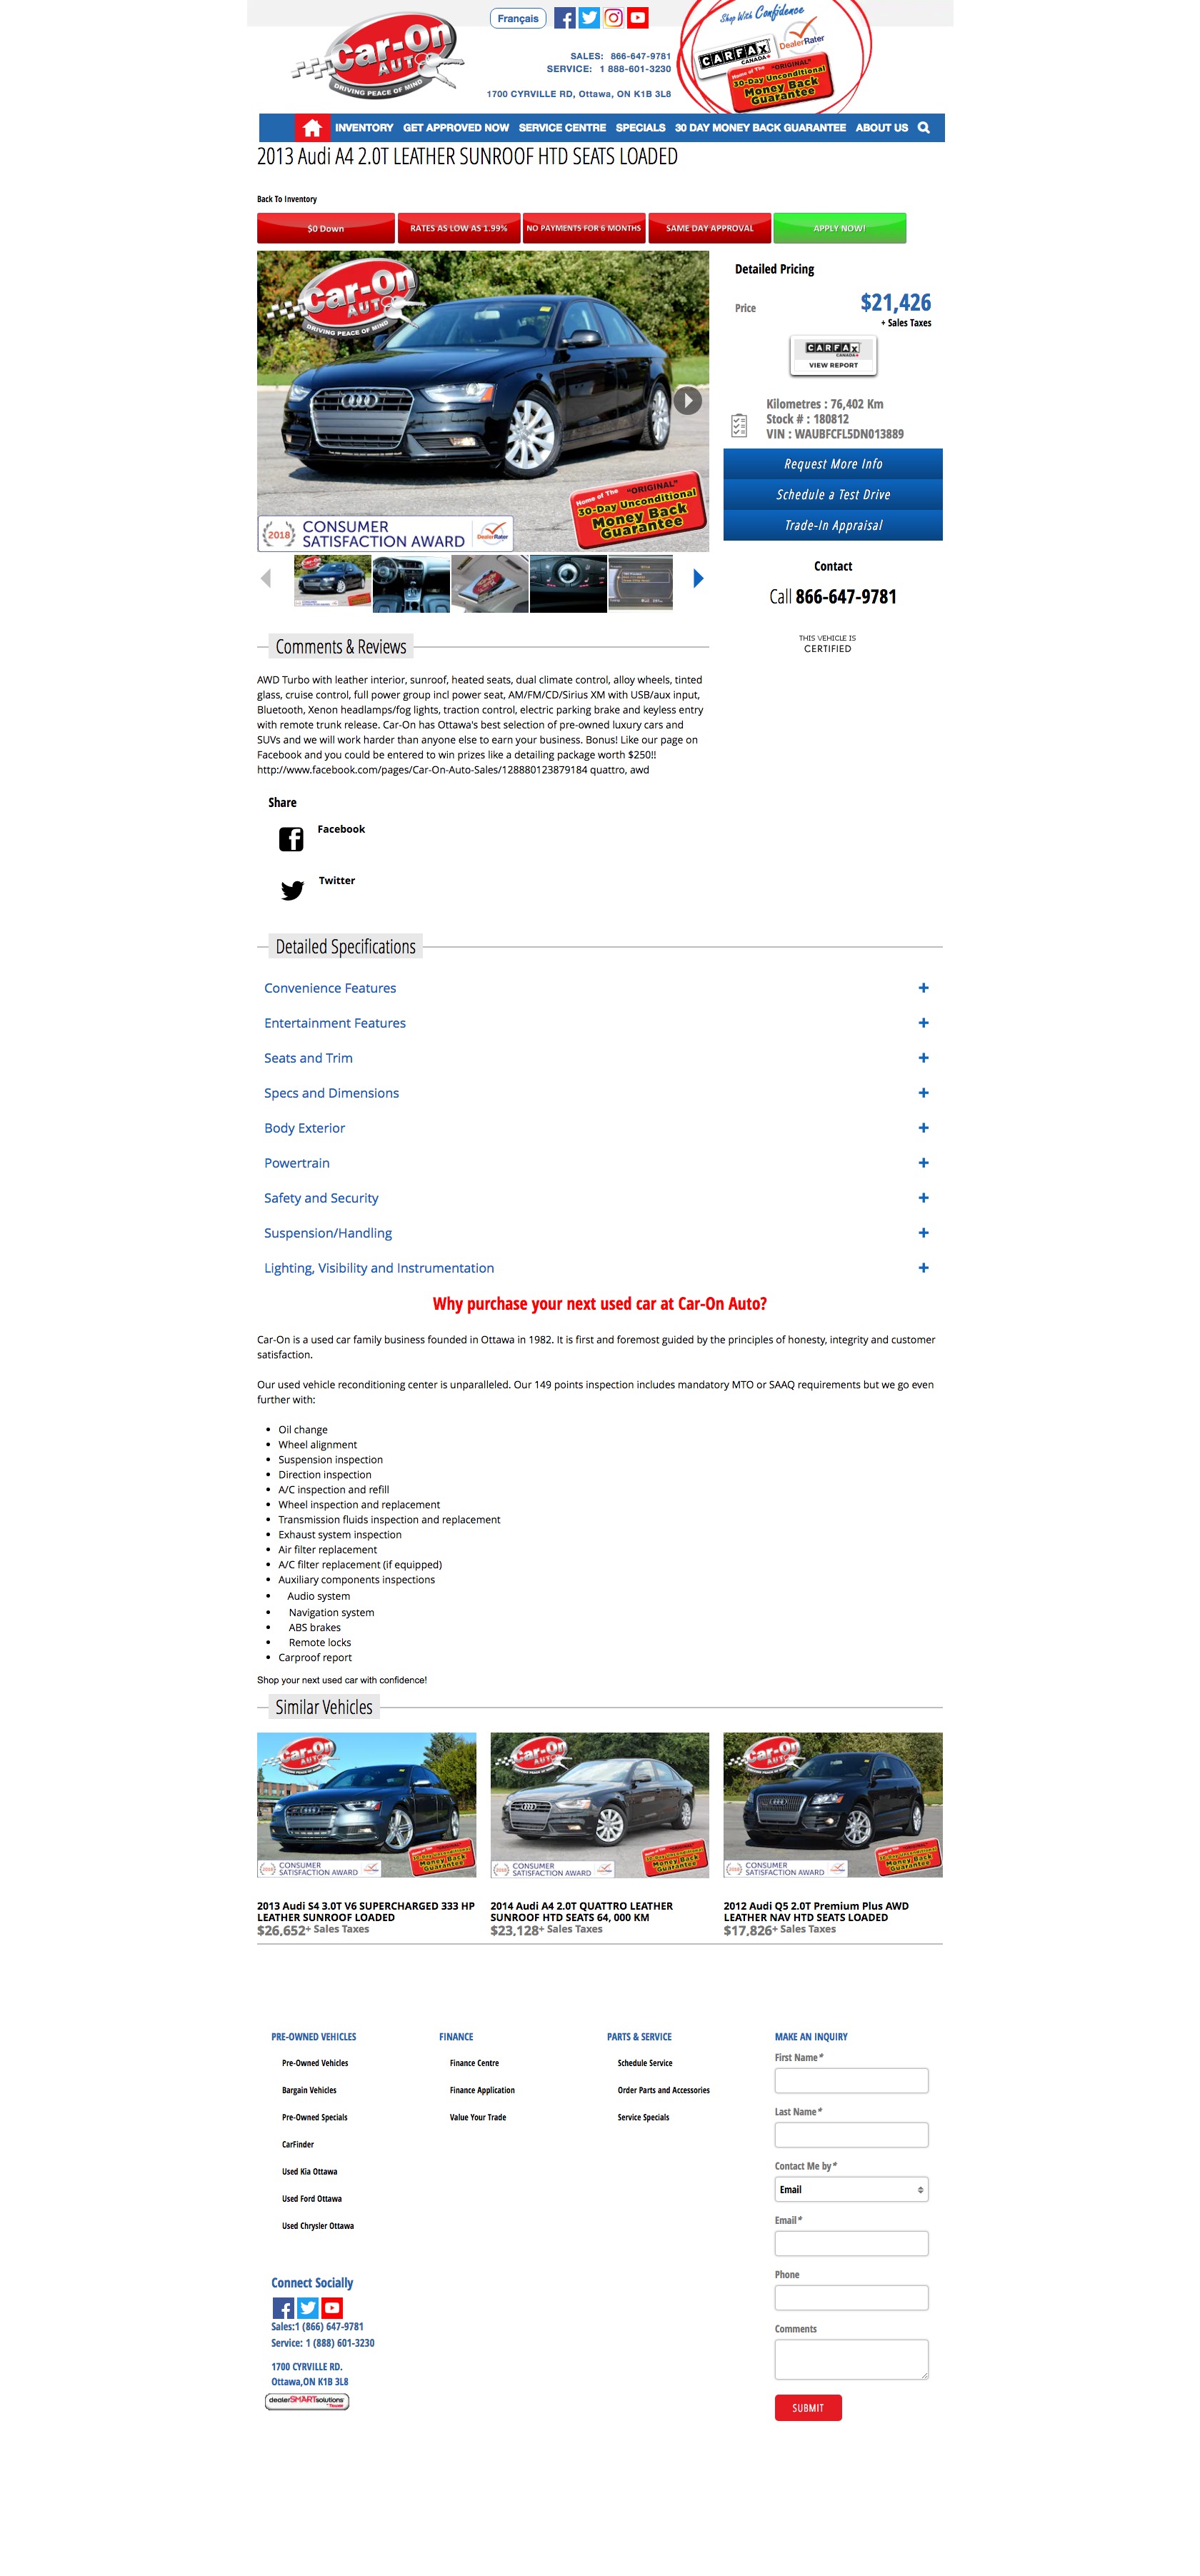 Car-On
AUTO
DRIVING PEACE OF MIND
Français
SALES: 866-647-9781
SERVICE: 1 888-601-3230
1700 CYRVILLE RD, Ottawa, ON K1B 3L8
Shop With Confidence
CARFAX
CANADA
DealerRater
Home of The "ORIGINAL"
30-Day Unconditional
Money Back
Guarantee
INVENTORY GET APPROVED NOW SERVICE CENTRE SPECIALS 30 DAY MONEY BACK GUARANTEE ABOUT US
2013 Audi A4 2.0T LEATHER SUNROOF HTD SEATS LOADED
Back To Inventory
$0 Down RATES AS LOW AS 1.99% NO PAYMENTS FOR 6 MONTHS SAME DAY APPROVAL APPLY NOW!
Car-On
AUTO
DRIVING PEACE OF MIND
Home of The "ORIGINAL"
30-Day Unconditional
Money Back
Guarantee
2018 CONSUMER
SATISFACTION AWARD DealerRater
Detailed Pricing
Price $21,426
+ Sales Taxes
CARFAX
CANADA
VIEW REPORT
Kilometres : 76,402 Km
Stock # : 180812
VIN : WAUBFCFL5DN013889
Request More Info
Schedule a Test Drive
Trade-In Appraisal
Contact
Call 866-647-9781
THIS VEHICLE IS
CERTIFIED
Comments & Reviews
AWD Turbo with leather interior, sunroof, heated seats, dual climate control, alloy wheels, tinted
glass, cruise control, full power group incl power seat, AM/FM/CD/Sirius XM with USB/aux input,
Bluetooth, Xenon headlamps/fog lights, traction control, electric parking brake and keyless entry
with remote trunk release. Car-On has Ottawa's best selection of pre-owned luxury cars and
SUVs and we will work harder than anyone else to earn your business. Bonus! Like our page on
Facebook and you could be entered to win prizes like a detailing package worth $250!!
http://www.facebook.com/pages/Car-On-Auto-Sales/128880123879184 quattro, awd
Share
Facebook
Twitter
Detailed Specifications
Convenience Features +
Entertainment Features +
Seats and Trim +
Specs and Dimensions +
Body Exterior +
Powertrain +
Safety and Security +
Suspension/Handling +
Lighting, Visibility and Instrumentation +
Why purchase your next used car at Car-On Auto?
Car-On is a used car family business founded in Ottawa in 1982. It is first and foremost guided by the principles of honesty, integrity and customer
satisfaction.
Our used vehicle reconditioning center is unparalleled. Our 149 points inspection includes mandatory MTO or SAAQ requirements but we go even
further with:
• Oil change
• Wheel alignment
• Suspension inspection
• Direction inspection
• A/C inspection and refill
• Wheel inspection and replacement
• Transmission fluids inspection and replacement
• Exhaust system inspection
• Air filter replacement
• A/C filter replacement (if equipped)
• Auxiliary components inspections
• Audio system
• Navigation system
• ABS brakes
• Remote locks
• Carproof report
Shop your next used car with confidence!
Similar Vehicles
Car-On
AUTO
CONSUMER
SATISFACTION AWARD
Money Back
Guarantee
Car-On
AUTO
CONSUMER
SATISFACTION AWARD
Money Back
Guarantee
Car-On
AUTO
CONSUMER
SATISFACTION AWARD
Money Back
Guarantee
2013 Audi S4 3.0T V6 SUPERCHARGED 333 HP
LEATHER SUNROOF LOADED
$26,652+ Sales Taxes
2014 Audi A4 2.0T QUATTRO LEATHER
SUNROOF HTD SEATS 64, 000 KM
$23,128+ Sales Taxes
2012 Audi Q5 2.0T Premium Plus AWD
LEATHER NAV HTD SEATS LOADED
$17,826+ Sales Taxes
PRE-OWNED VEHICLES
Pre-Owned Vehicles
Bargain Vehicles
Pre-Owned Specials
CarFinder
Used Kia Ottawa
Used Ford Ottawa
Used Chrysler Ottawa
FINANCE
Finance Centre
Finance Application
Value Your Trade
PARTS & SERVICE
Schedule Service
Order Parts and Accessories
Service Specials
MAKE AN INQUIRY
First Name*
Last Name*
Contact Me by*
Email
Email*
Phone
Comments
SUBMIT
Connect Socially
Sales:1 (866) 647-9781
Service: 1 (888) 601-3230
1700 CYRVILLE RD.
Ottawa,ON K1B 3L8
dealerSMARTsolutions